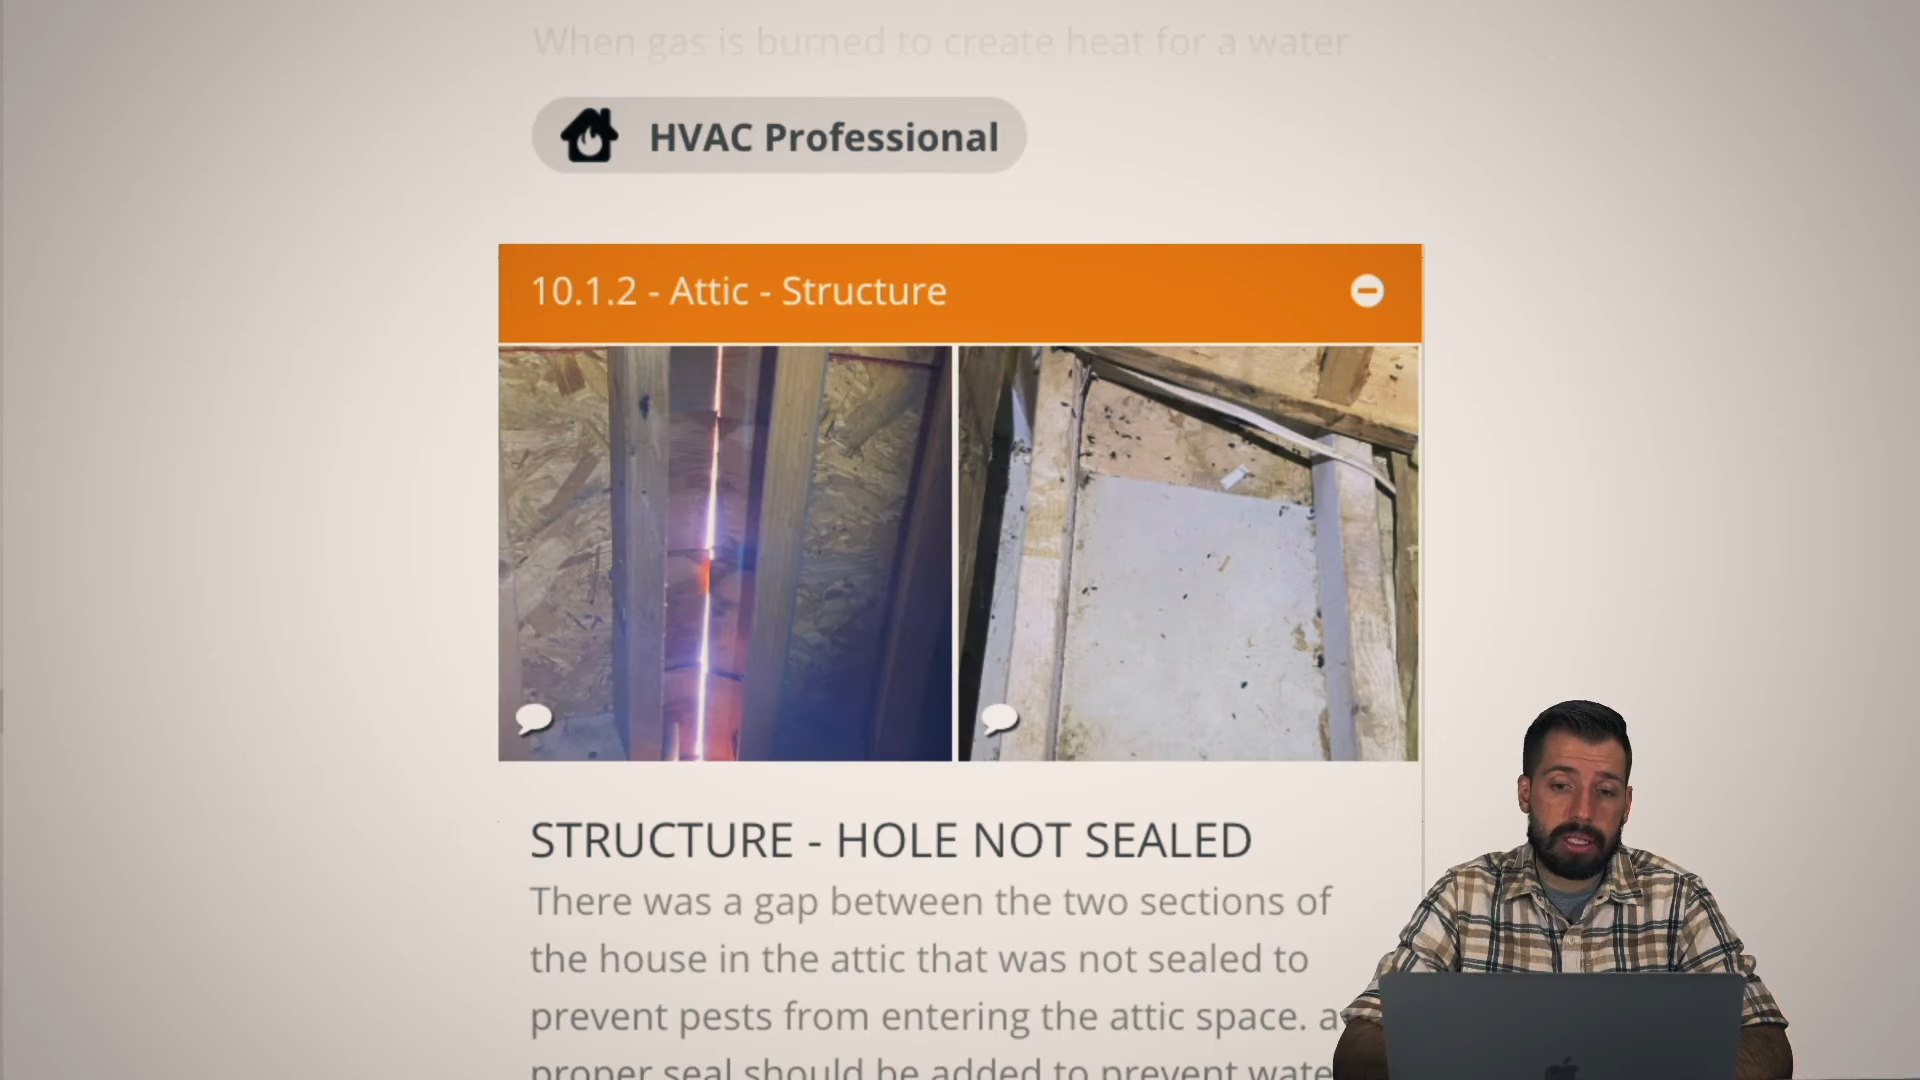 When gas is burned to create heat for a water
HVAC Professional
10.1.2 - Attic - Structure
STRUCTURE - HOLE NOT SEALED
There was a gap between the two sections of
the house in the attic that was not sealed to
prevent pests from entering the attic space. a
proper seal should be added to prevent wate